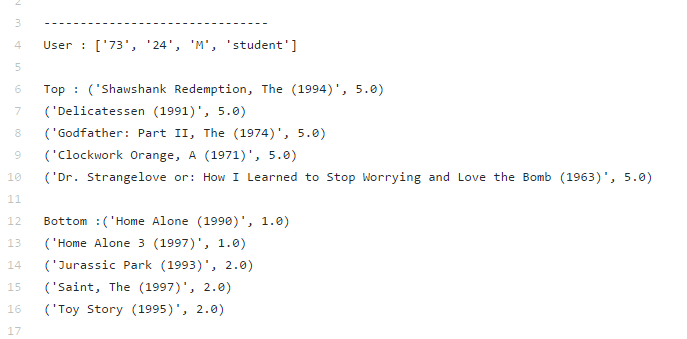 2
3 ------------------------------
4 User : ['73', '24', 'M', 'student']
5
6 Top : ('Shawshank Redemption, The (1994)', 5.0)
7 ('Delicatessen (1991)', 5.0)
8 ('Godfather: Part II, The (1974)', 5.0)
9 ('Clockwork Orange, A (1971)', 5.0)
10 ('Dr. Strangelove or: How I Learned to Stop Worrying and Love the Bomb (1963)', 5.0)
11
12 Bottom :('Home Alone (1990)', 1.0)
13 ('Home Alone 3 (1997)', 1.0)
14 ('Jurassic Park (1993)', 2.0)
15 ('Saint, The (1997)', 2.0)
16 ('Toy Story (1995)', 2.0)
17